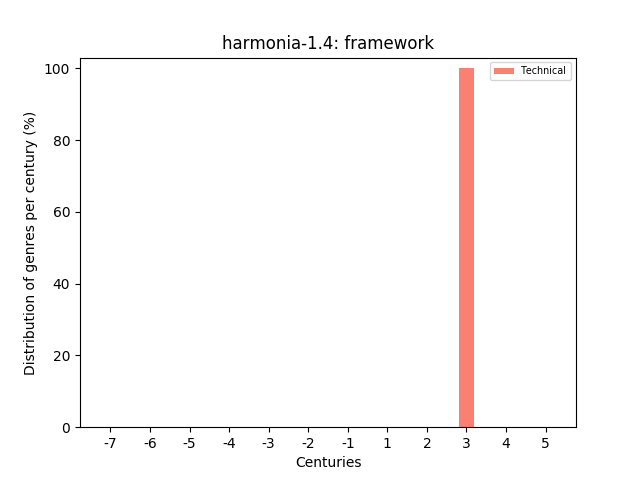 harmonia-1.4: framework
Technical
Distribution of genres per century (%)
100
80
60
40
20
0
-7 -6 -5 -4 -3 -2 -1 1 2 3 4 5
Centuries